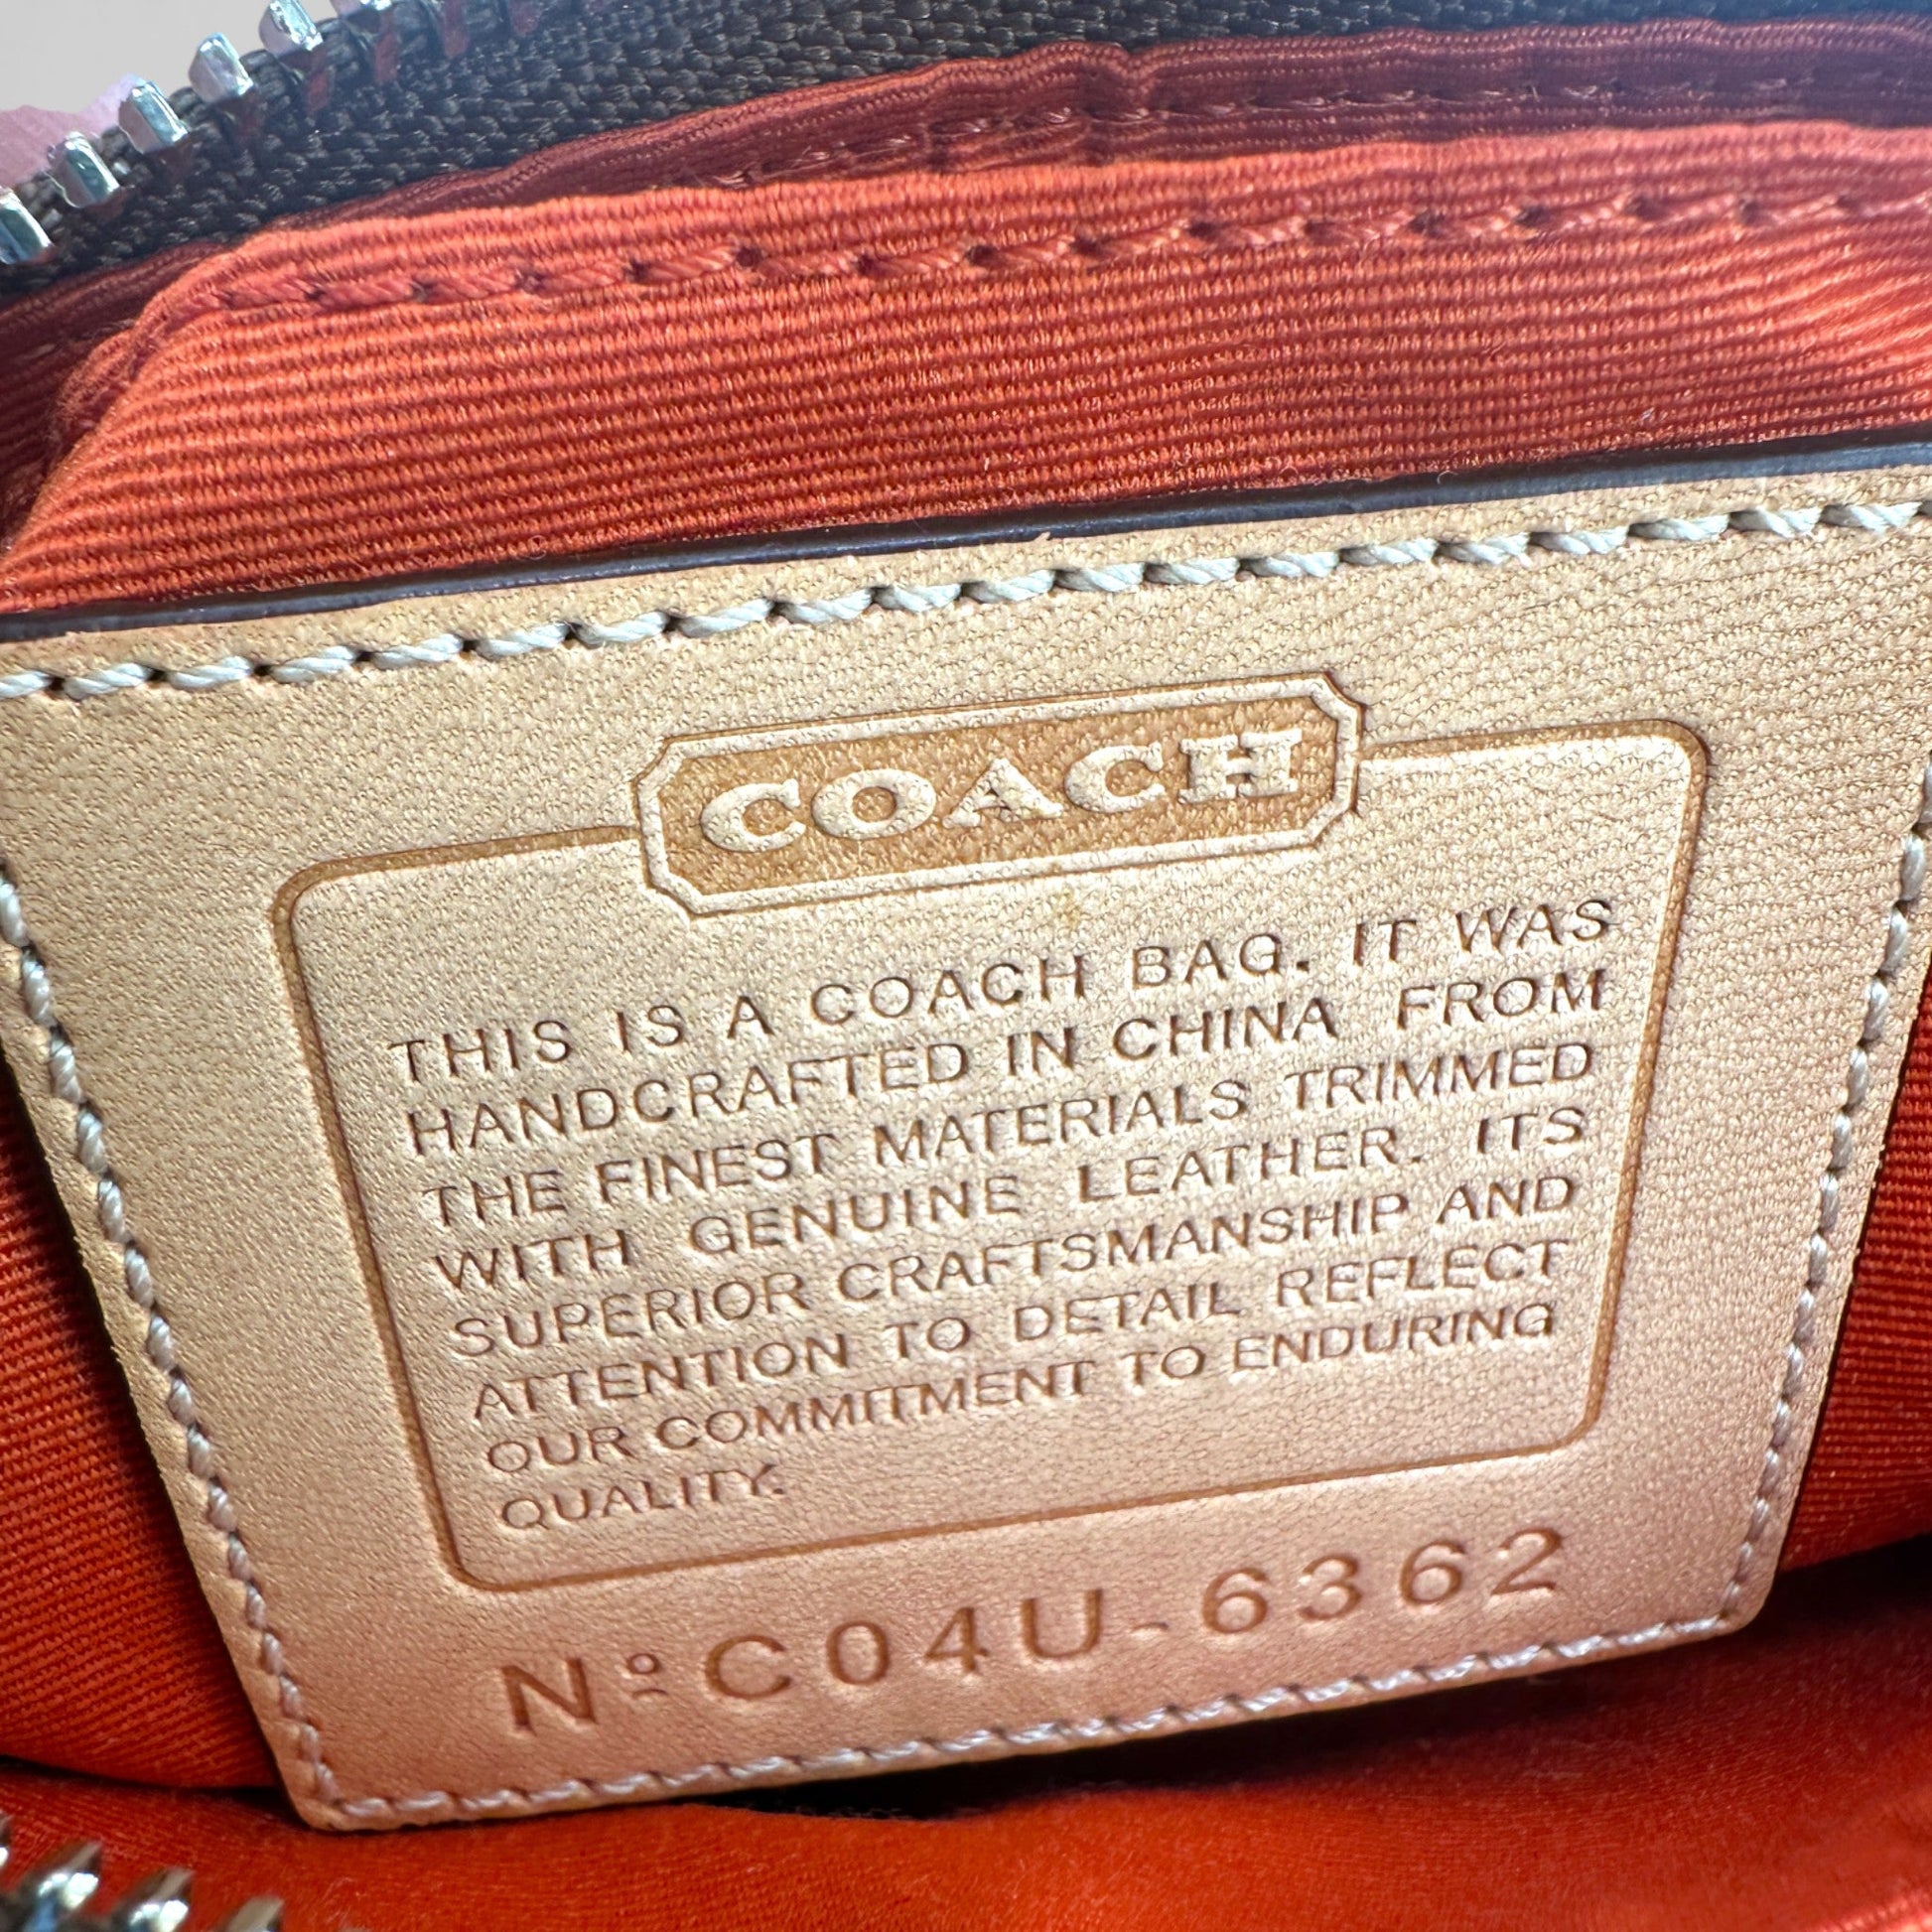 COACH
THIS IS A COACH BAG. IT WAS
HANDCRAFTED IN CHINA FROM
THE FINEST MATERIALS TRIMMED
WITH GENUINE LEATHER. ITS
SUPERIOR CRAFTSMANSHIP AND
ATTENTION TO DETAIL REFLECT
OUR COMMITMENT TO ENDURING
QUALITY.
Nº C04U-6362